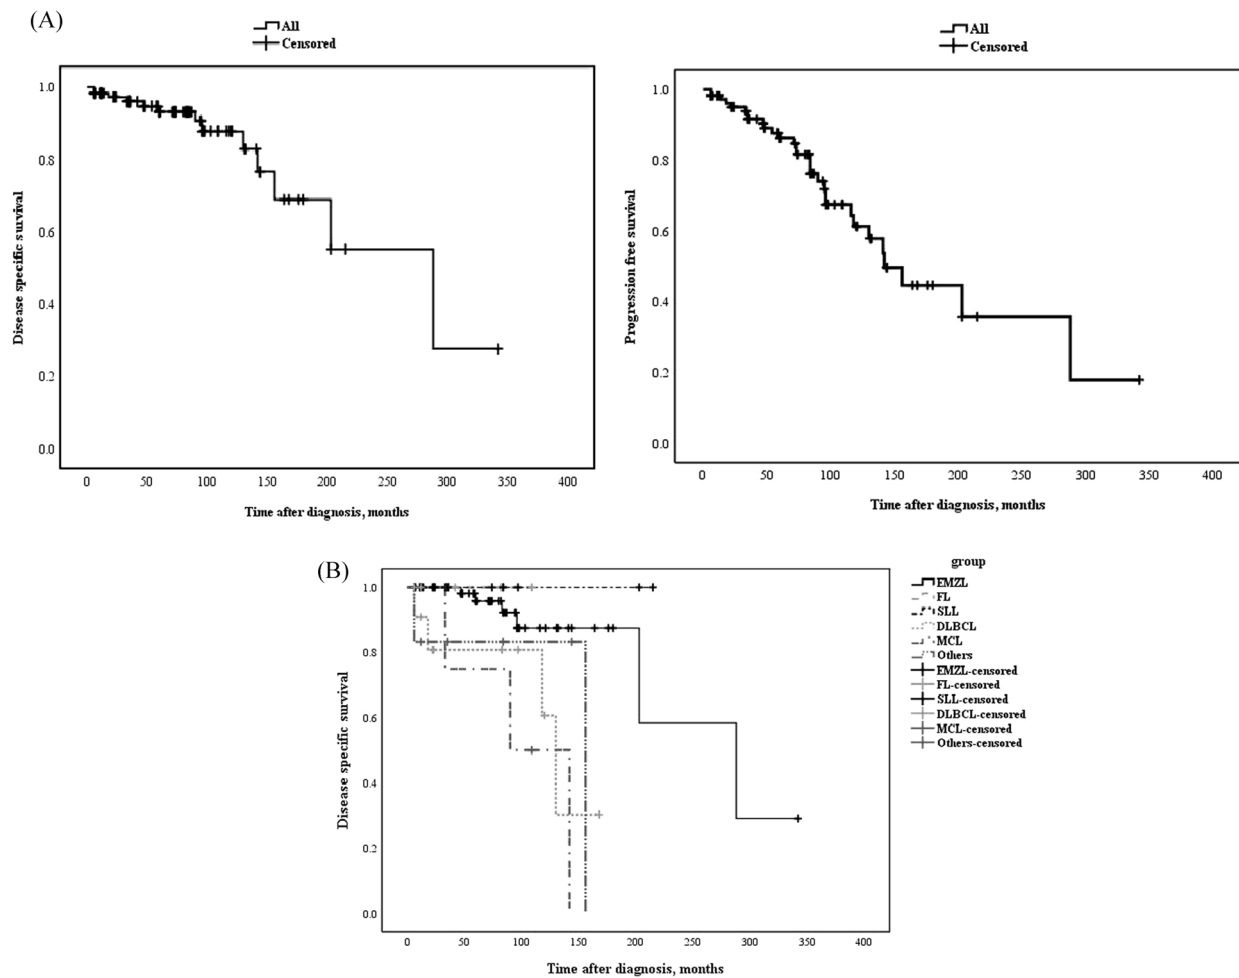 (A)
All
Censored
Disease specific survival
1.0
0.8
0.6
0.4
0.2
0.0
0 50 100 150 200 250 300 350 400
Time after diagnosis, months
All
Censored
Progression free survival
1.0
0.8
0.6
0.4
0.2
0.0
0 50 100 150 200 250 300 350 400
Time after diagnosis, months
(B)
Disease specific survival
1.0
0.8
0.6
0.4
0.2
0.0
0 50 100 150 200 250 300 350 400
Time after diagnosis, months
group
EMZL
FL
SLL
DLBCL
MCL
Others
EMZL-censored
FL-censored
SLL-censored
DLBCL-censored
MCL-censored
Others-censored